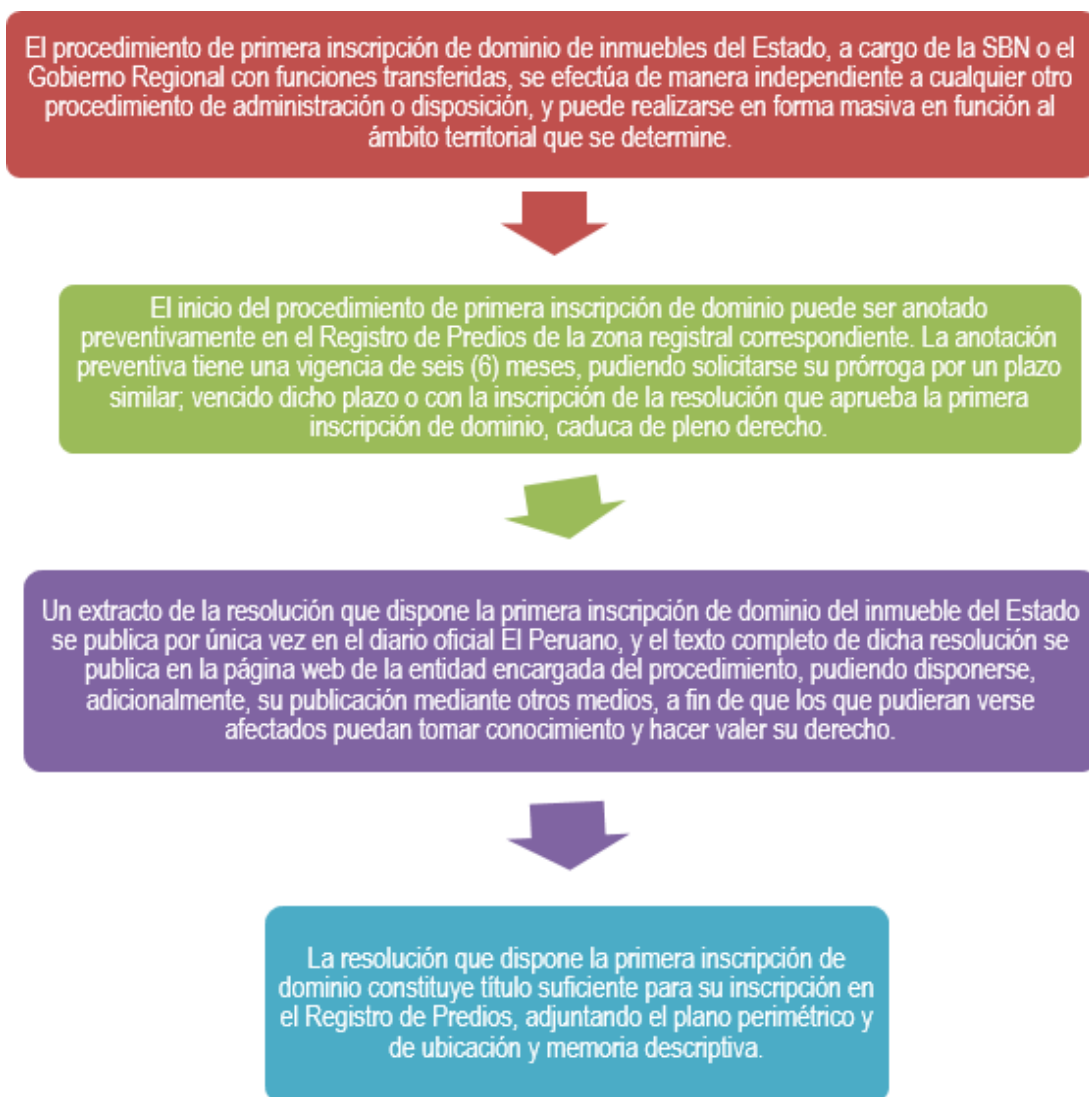 El procedimiento de primera inscripción de dominio de inmuebles del Estado, a cargo de la SBN o el
Gobierno Regional con funciones transferidas, se efectúa de manera independiente a cualquier otro
procedimiento de administración o disposición, y puede realizarse en forma masiva en función al
ámbito territorial que se determine.
El inicio del procedimiento de primera inscripción de dominio puede ser anotado
preventivamente en el Registro de Predios de la zona registral correspondiente. La anotación
preventiva tiene una vigencia de seis (6) meses, pudiendo solicitarse su prórroga por un plazo
similar; vencido dicho plazo o con la inscripción de la resolución que aprueba la primera
inscripción de dominio, caduca de pleno derecho.
Un extracto de la resolución que dispone la primera inscripción de dominio del inmueble del Estado
se publica por única vez en el diario oficial El Peruano, y el texto completo de dicha resolución se
publica en la página web de la entidad encargada del procedimiento, pudiendo disponerse,
adicionalmente, su publicación mediante otros medios, a fin de que los que pudieran verse
afectados puedan tomar conocimiento y hacer valer su derecho.
La resolución que dispone la primera inscripción de
dominio constituye título suficiente para su inscripción en
el Registro de Predios, adjuntando el plano perimétrico y
de ubicación y memoria descriptiva.